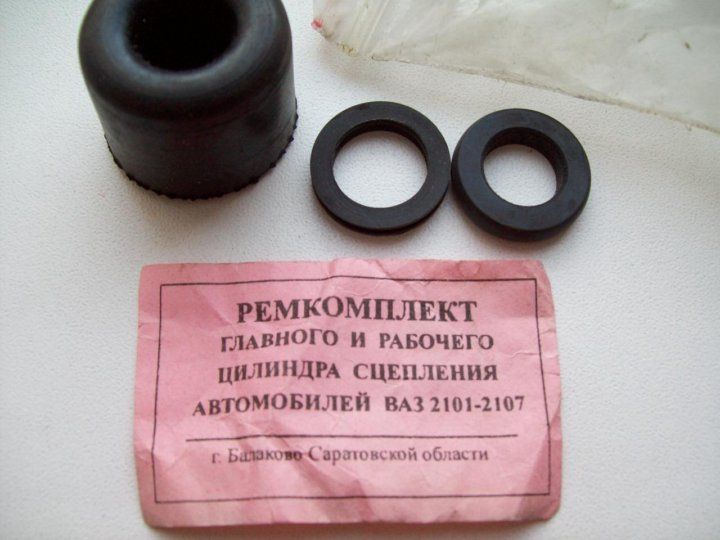 РЕМКОМПЛЕКТ
ГЛАВНОГО И РАБОЧЕГО
ЦИЛИНДРА СЦЕПЛЕНИЯ
АВТОМОБИЛЕЙ ВАЗ 2101-2107
г. Балаково Саратовской области